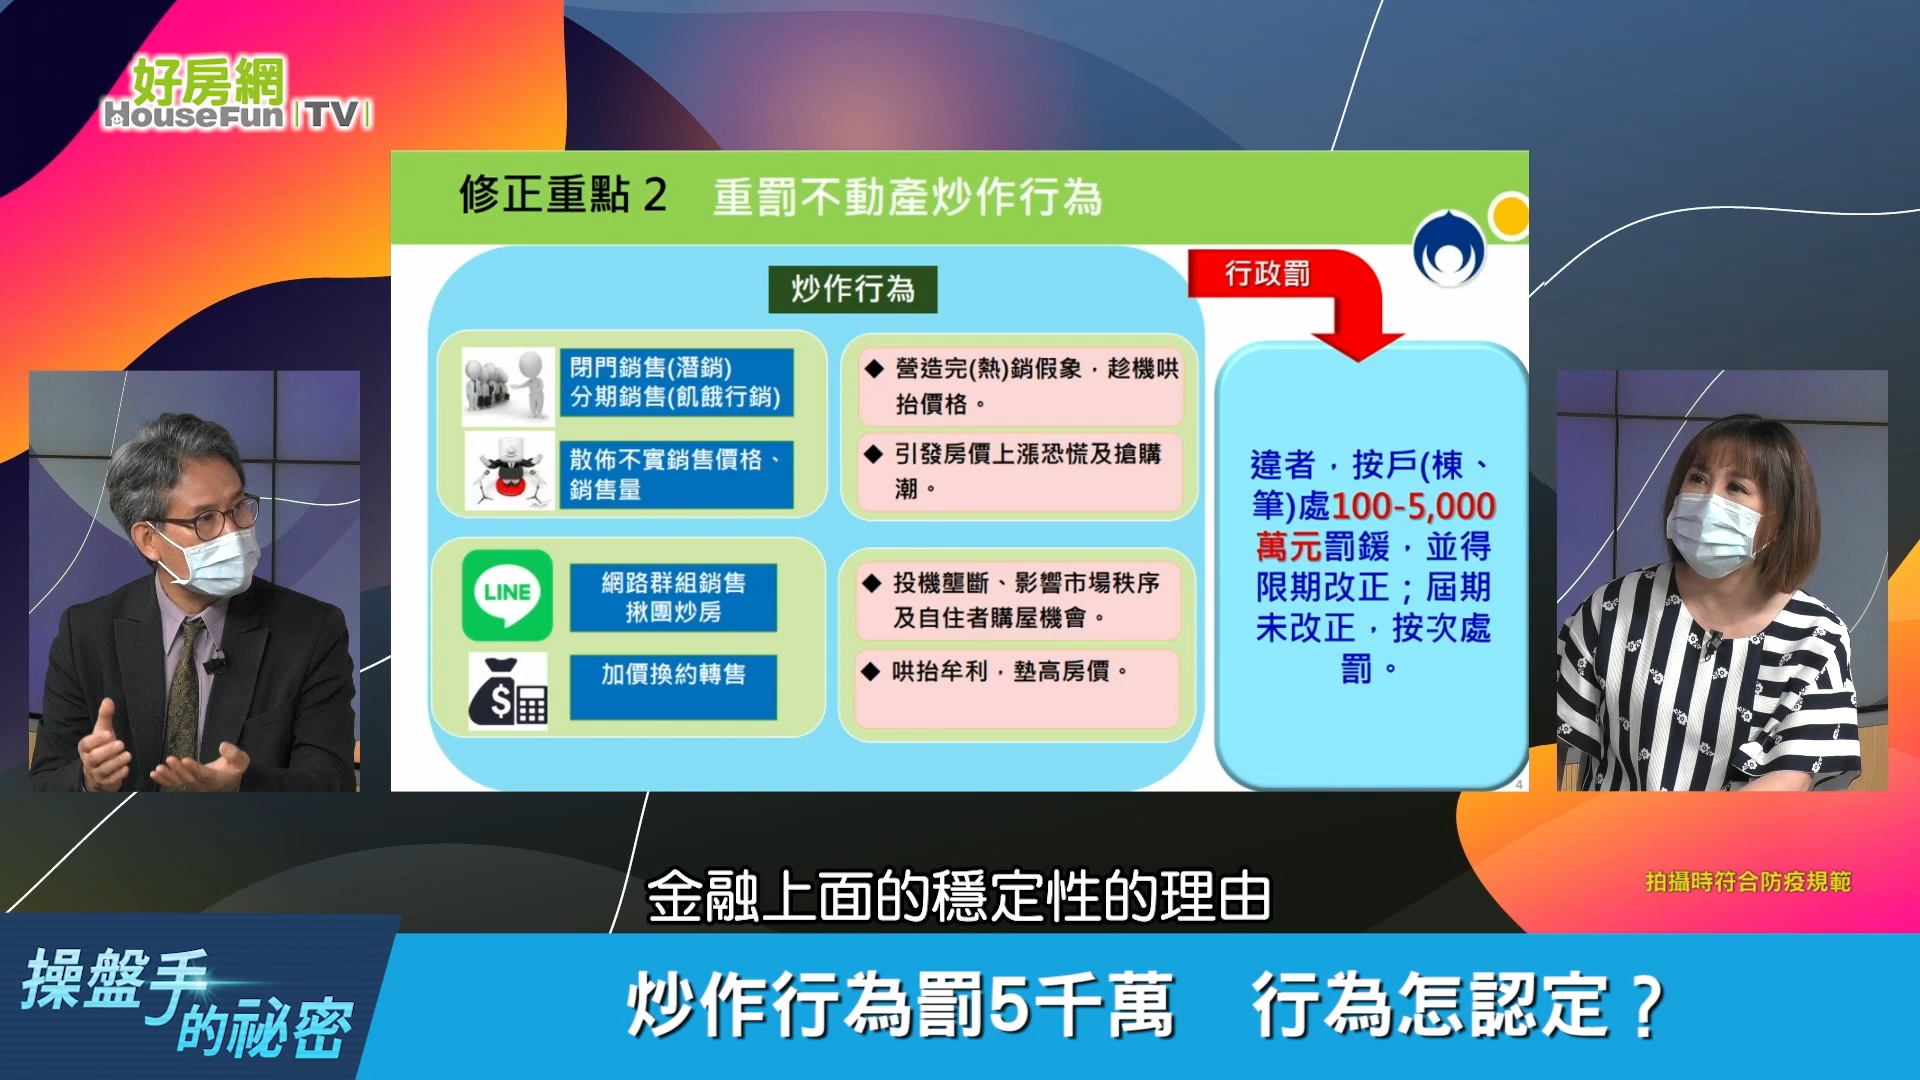 好房網
HouseFun TV
修正重點 2 重罰不動產炒作行為
炒作行為
行政罰
閉門銷售(潛銷)
分期銷售(飢餓行銷)
散佈不實銷售價格、
銷售量
◆ 營造完(熱)銷假象，趁機哄
抬價格。
◆ 引發房價上漲恐慌及搶購
潮。
LINE
網路群組銷售
揪團炒房
加價換約轉售
◆ 投機壟斷、影響市場秩序
及自住者購屋機會。
◆ 哄抬牟利，墊高房價。
違者，按戶(棟、
筆)處100-5,000
萬元罰鍰，並得
限期改正；屆期
未改正，按次處
罰。
4
金融上面的穩定性的理由
拍攝時符合防疫規範
操盤手
的祕密
炒作行為罰5千萬 行為怎認定？